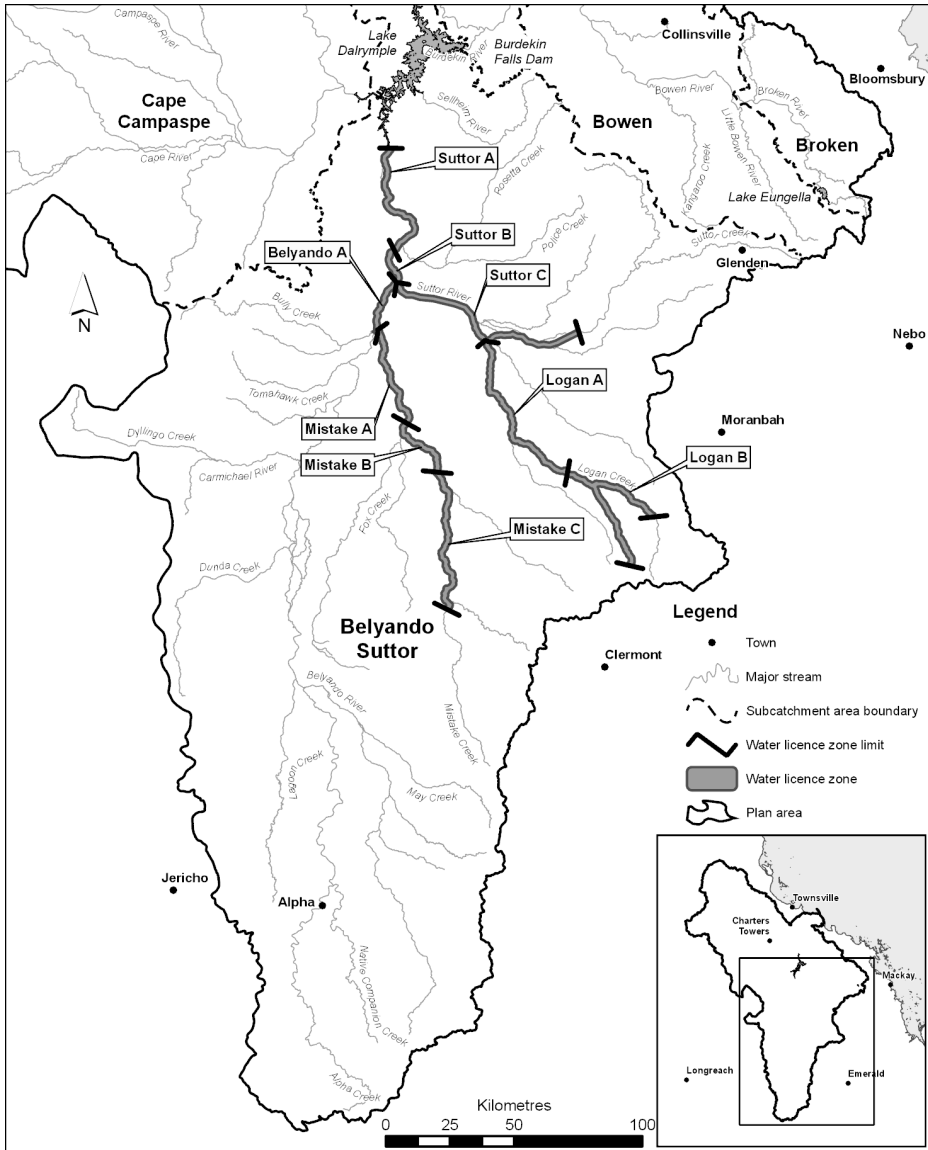 Campaspe River
Lake
Dalrymple
Burdekin River
Burdekin
Falls Dam
Collinsville
Bloomsbury
Cape
Campaspe
Sellheim River
Bowen River
Broken River
Bowen
Little Bowen River
Broken
Cape River
Suttor A
Rosetta Creek
Kangaroo Creek
Lake Eungella
Police Creek
Suttor Creek
Suttor B
Belyando A
Glenden
Suttor C
Suttor River
N
Bully Creek
Nebo
Logan A
Tomahawk Creek
Mistake A
Moranbah
Dyllingo Creek
Logan B
Mistake B
Carmichael River
Logan Creek
Fox Creek
Mistake C
Dunda Creek
Belyando
Suttor
Legend
Town
Clermont
Major stream
Belyando River
Subcatchment area boundary
Mistake Creek
Water licence zone limit
Lagoon Creek
Water licence zone
May Creek
Plan area
Jericho
Alpha
Native Companion Creek
Alpha Creek
Townsville
Charters
Towers
Mackay
Longreach
Emerald
Kilometres
0 25 50 100